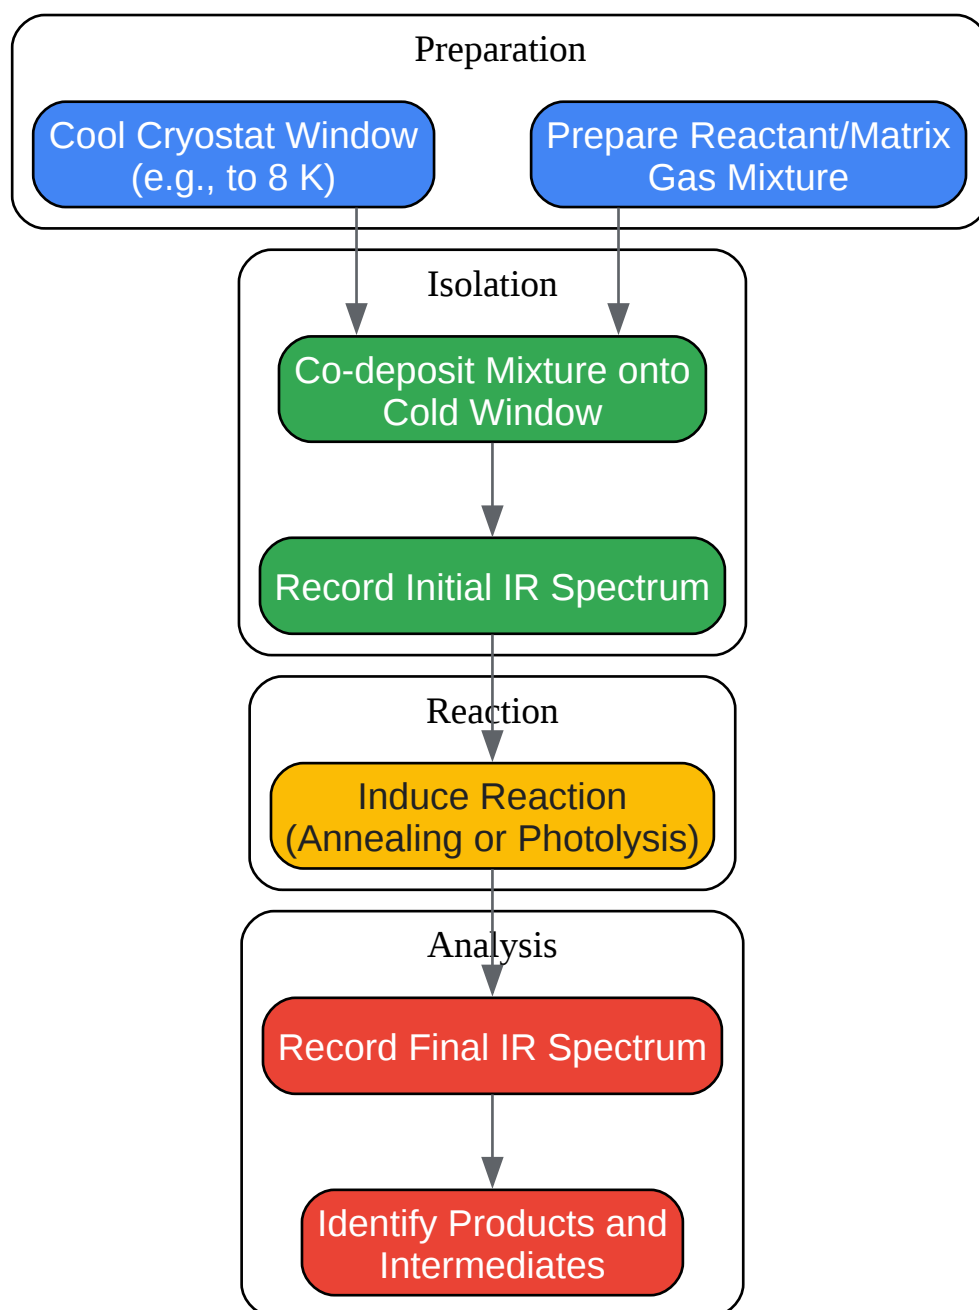 Preparation
Cool Cryostat Window
(e.g., to 8 K)
Prepare Reactant/Matrix
Gas Mixture
Isolation
Co-deposit Mixture onto
Cold Window
Record Initial IR Spectrum
Reaction
Induce Reaction
(Annealing or Photolysis)
Analysis
Record Final IR Spectrum
Identify Products and
Intermediates